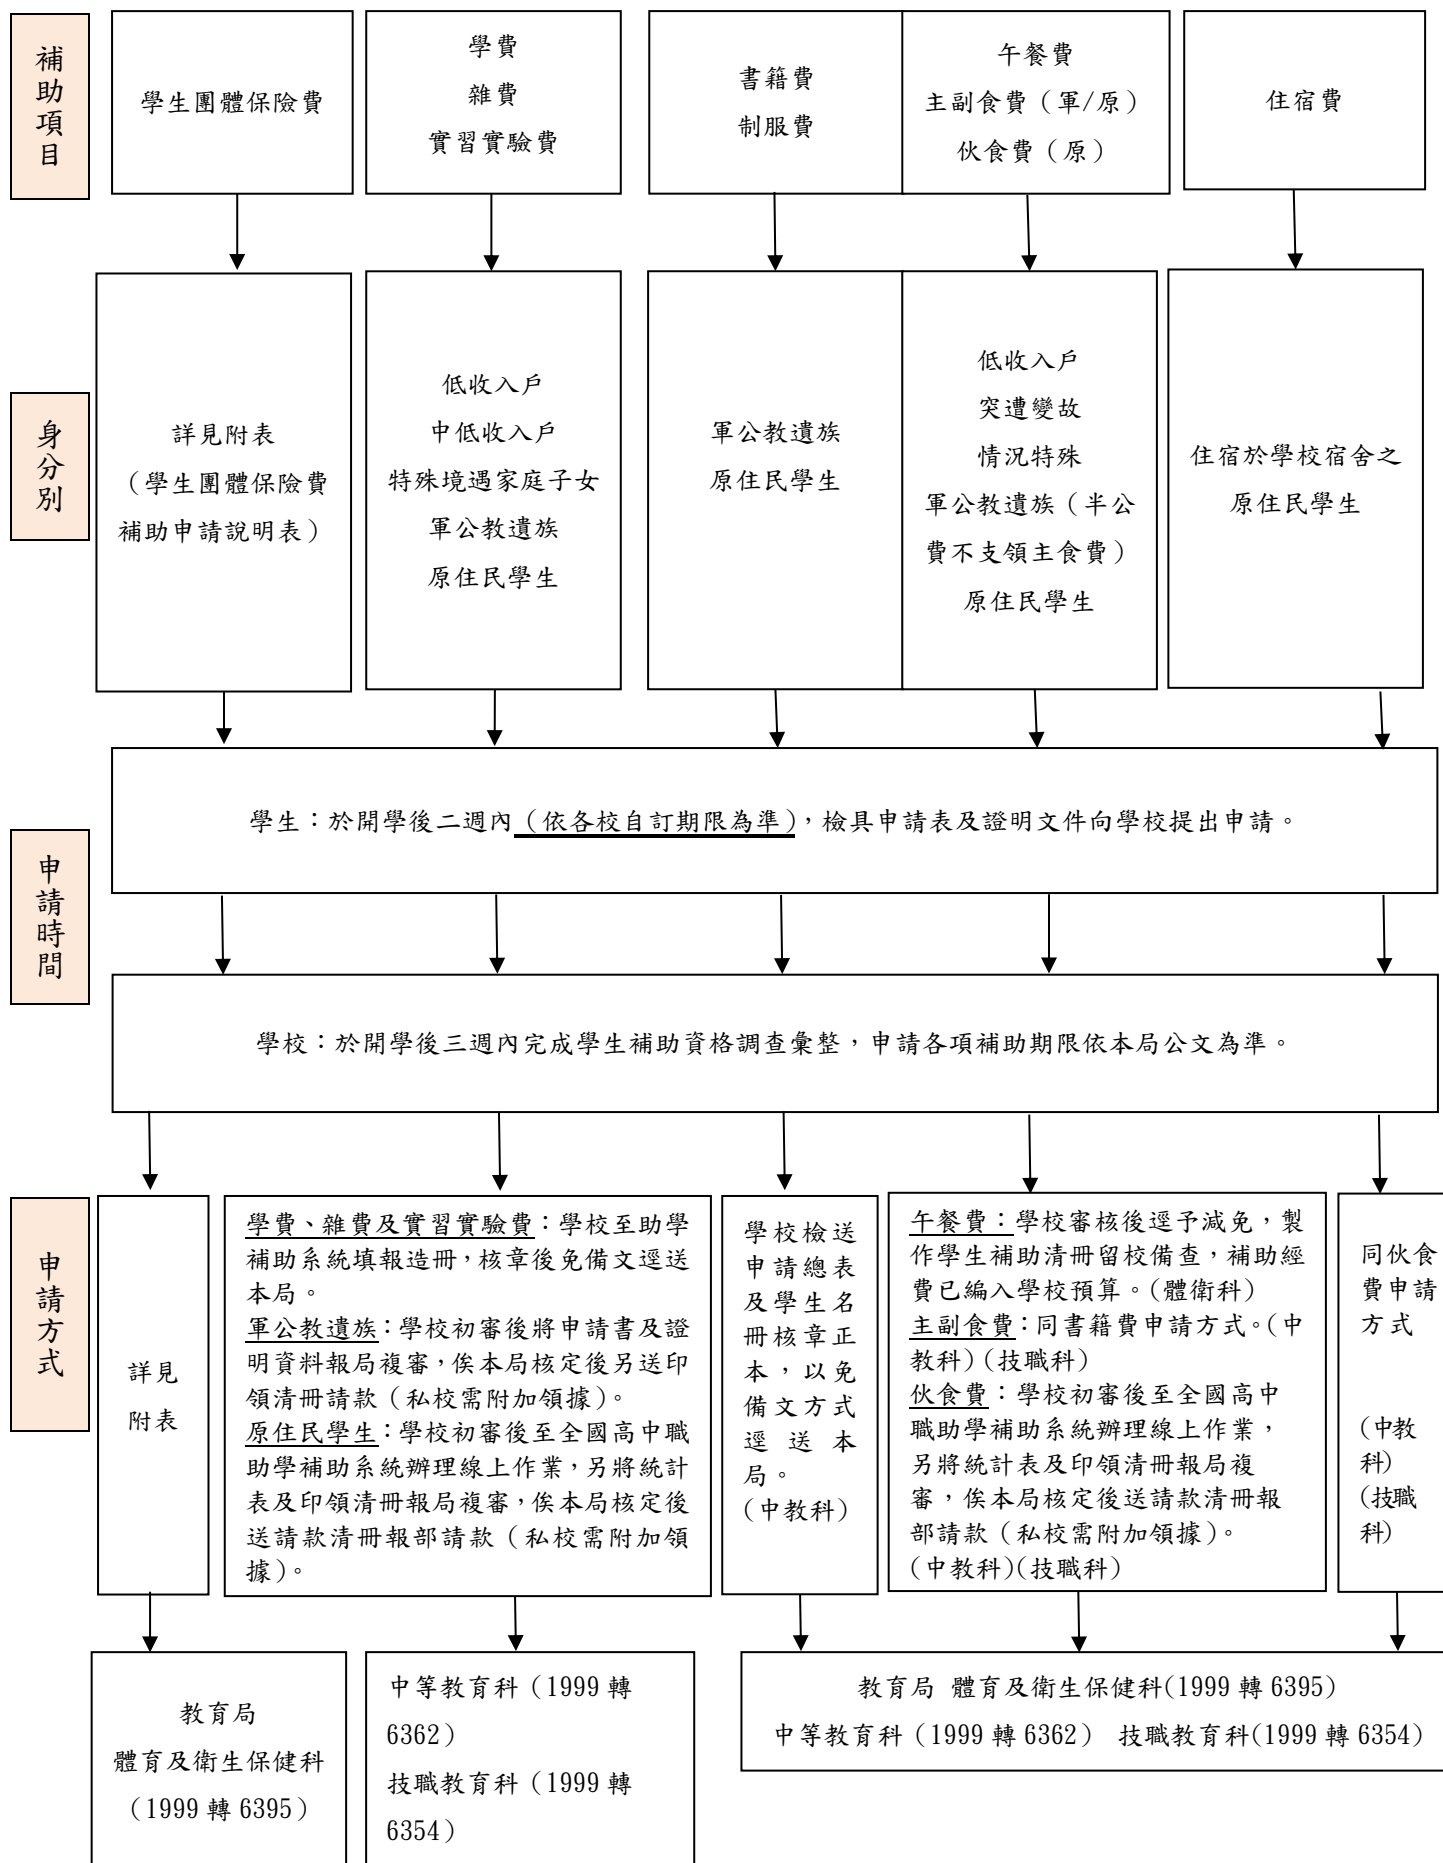 補助項目
學生團體保險費
學費
雜費
實習實驗費
書籍費
制服費
午餐費
主副食費（軍/原）
伙食費（原）
住宿費
身分別
詳見附表
（學生團體保險費
補助申請說明表）
低收入戶
中低收入戶
特殊境遇家庭子女
軍公教遺族
原住民學生
軍公教遺族
原住民學生
低收入戶
突遭變故
情況特殊
軍公教遺族（半公
費不支領主食費）
原住民學生
住宿於學校宿舍之
原住民學生
申請時間
學生：於開學後二週內（依各校自訂期限為準），檢具申請表及證明文件向學校提出申請。
學校：於開學後三週內完成學生補助資格調查彙整，申請各項補助期限依本局公文為準。
申請方式
詳見
附表
學費、雜費及實習實驗費：學校至助學
補助系統填報造冊，核章後免備文逕送
本局。
軍公教遺族：學校初審後將申請書及證
明資料報局複審，俟本局核定後另送印
領清冊請款（私校需附加領據）。
原住民學生：學校初審後至全國高中職
助學補助系統辦理線上作業，另將統計
表及印領清冊報局複審，俟本局核定後
送請款清冊報部請款（私校需附加領
據）。
學校檢送
申請總表
及學生名
冊核章正
本，以免
備文方式
逕送本
局。
(中教科)
午餐費：學校審核後逕予減免，製
作學生補助清冊留校備查，補助經
費已編入學校預算。(體衛科)
主副食費：同書籍費申請方式。(中
教科)(技職科)
伙食費：學校初審後至全國高中
職助學補助系統辦理線上作業，
另將統計表及印領清冊報局複
審，俟本局核定後送請款清冊報
部請款（私校需附加領據）。
(中教科)(技職科)
同伙食
費申請
方式
(中教
科)
(技職
科)
教育局
體育及衛生保健科
（1999 轉 6395）
中等教育科（1999 轉
6362）
技職教育科（1999 轉
6354）
教育局 體育及衛生保健科(1999 轉 6395)
中等教育科（1999 轉 6362） 技職教育科(1999 轉 6354)